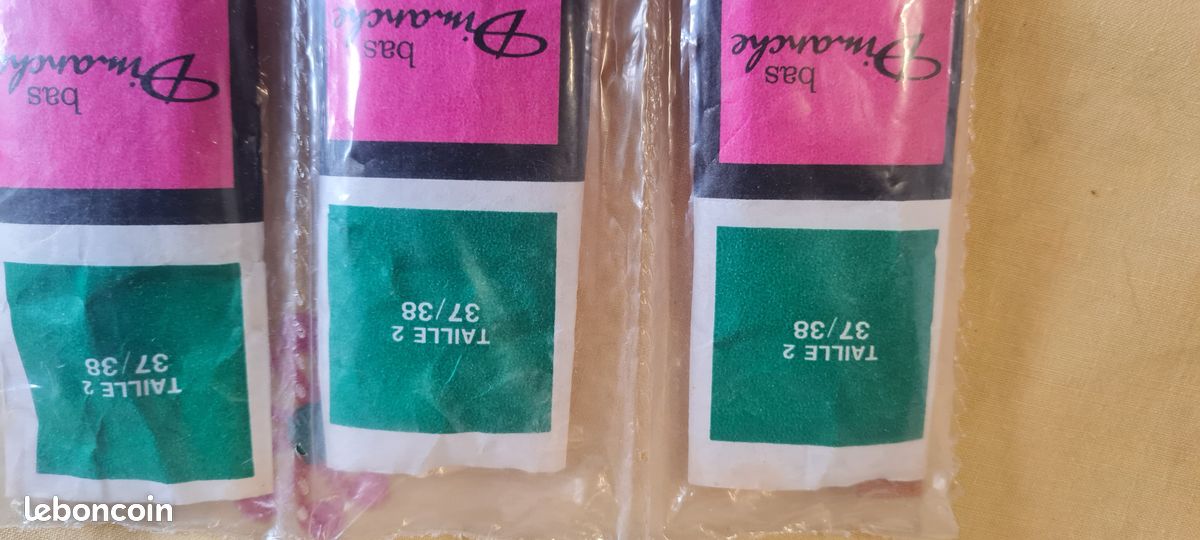 bas
Dimanche
TAILLE 2
37/38
bas
Dimanche
TAILLE 2
37/38
bas
Dimanche
TAILLE 2
37/38
leboncoin